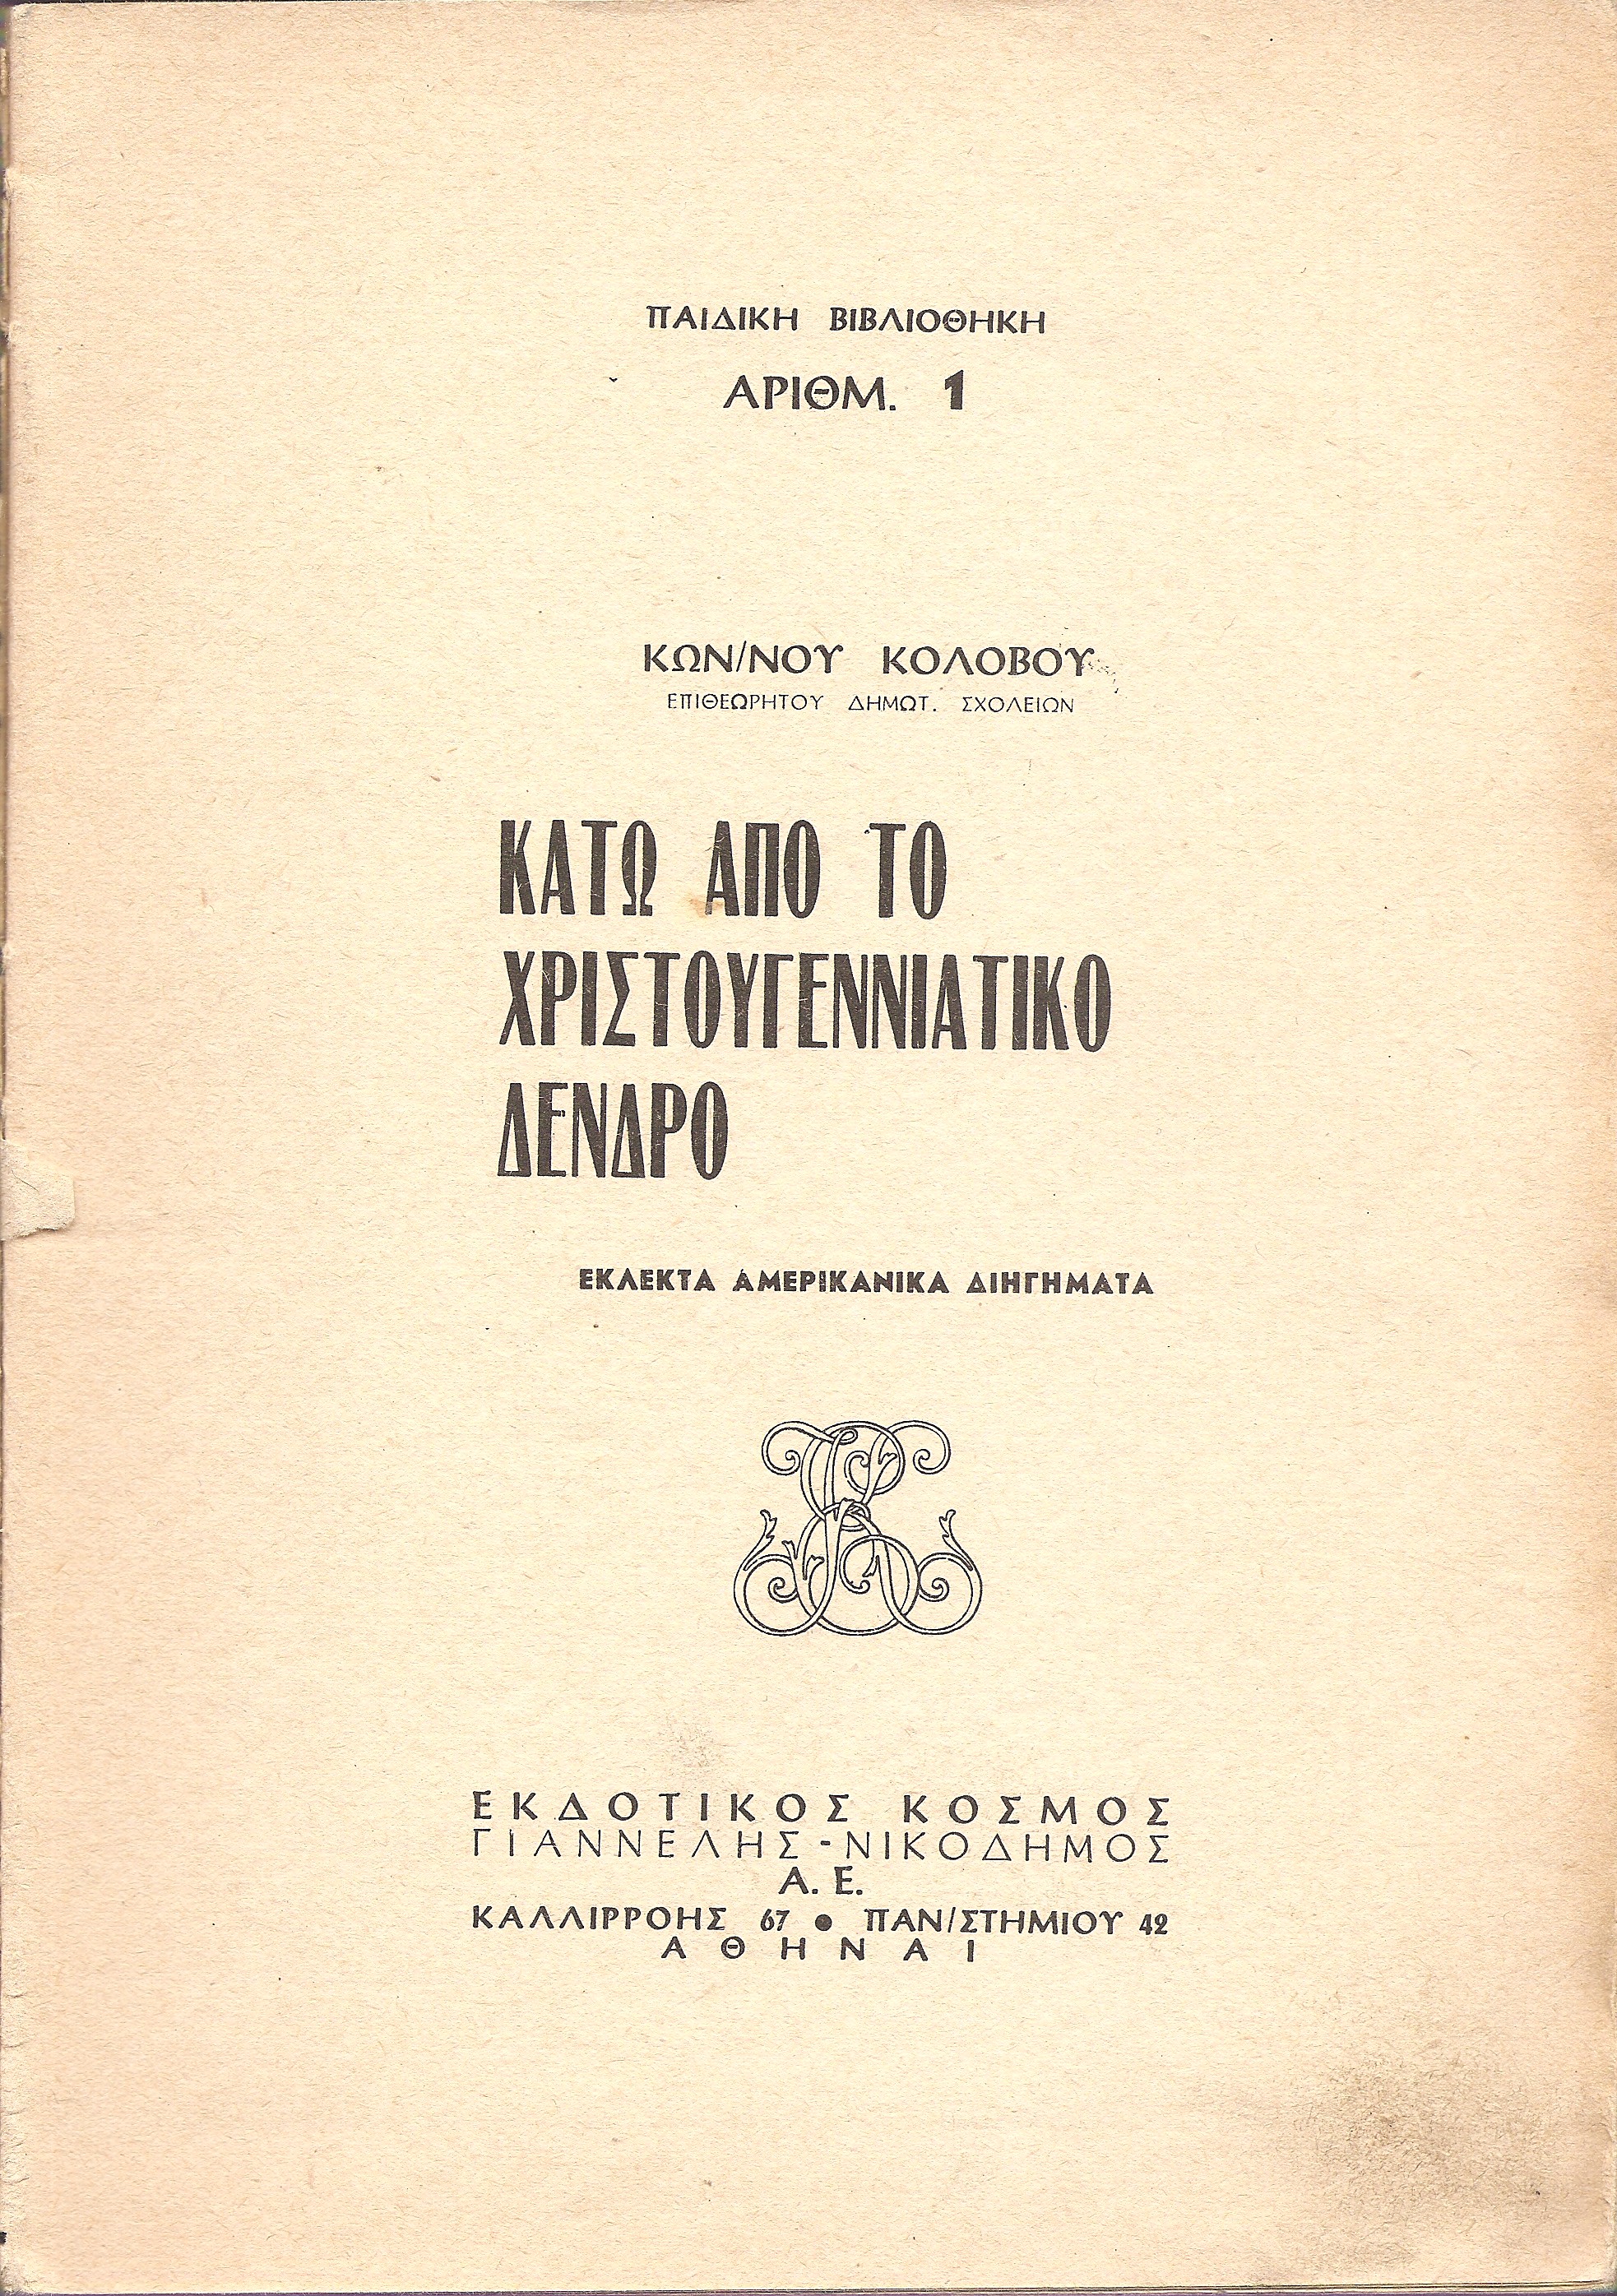 ΠΑΙΔΙΚΗ ΒΙΒΛΙΟΘΗΚΗ
ΑΡΙΘΜ. 1
ΚΩΝ/ΝΟΥ ΚΟΛΟΒΟΥ
ΕΠΙΘΕΩΡΗΤΟΥ ΔΗΜΩΤ. ΣΧΟΛΕΙΩΝ
ΚΑΤΩ ΑΠΟ ΤΟ
ΧΡΙΣΤΟΥΓΕΝΝΙΑΤΙΚΟ
ΔΕΝΔΡΟ
ΕΚΛΕΚΤΑ ΑΜΕΡΙΚΑΝΙΚΑ ΔΙΗΓΗΜΑΤΑ
ΕΚΔΟΤΙΚΟΣ ΚΟΣΜΟΣ
ΓΙΑΝΝΕΛΗΣ-ΝΙΚΟΔΗΜΟΣ
Α.Ε.
ΚΑΛΛΙΡΡΟΗΣ 67 ● ΠΑΝ/ΣΤΗΜΙΟΥ 42
ΑΘΗΝΑΙ